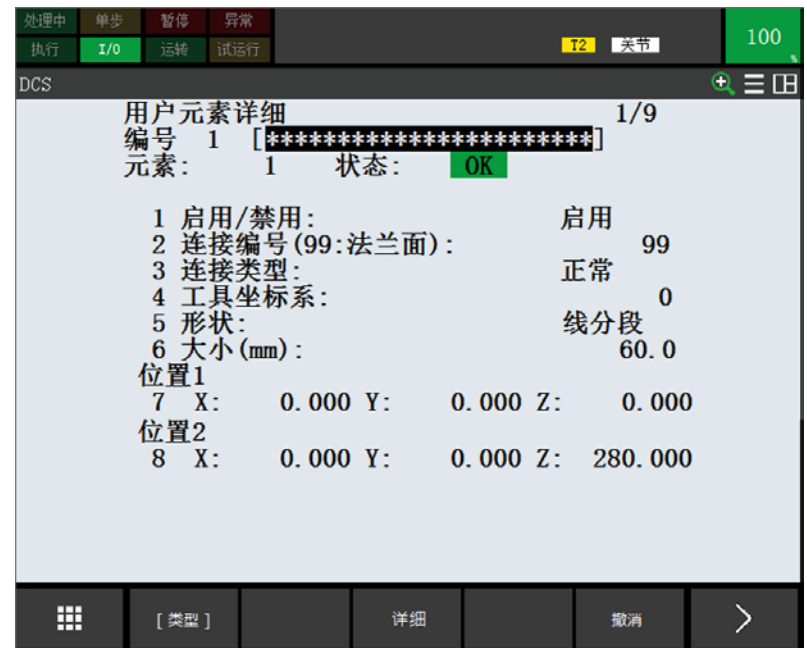 处理中 单步 暂停 异常
执行 I/O 运转 试运行 T2 关节 100 %
DCS
用户元素详细 1/9
编号 1 [***********************]
元素: 1 状态: OK
1 启用/禁用: 启用
2 连接编号(99:法兰面): 99
3 连接类型: 正常
4 工具坐标系: 0
5 形状: 线分段
6 大小(mm): 60.0
位置1
7 X: 0.000 Y: 0.000 Z: 0.000
位置2
8 X: 0.000 Y: 0.000 Z: 280.000
[ 类型 ] 详细 撤消